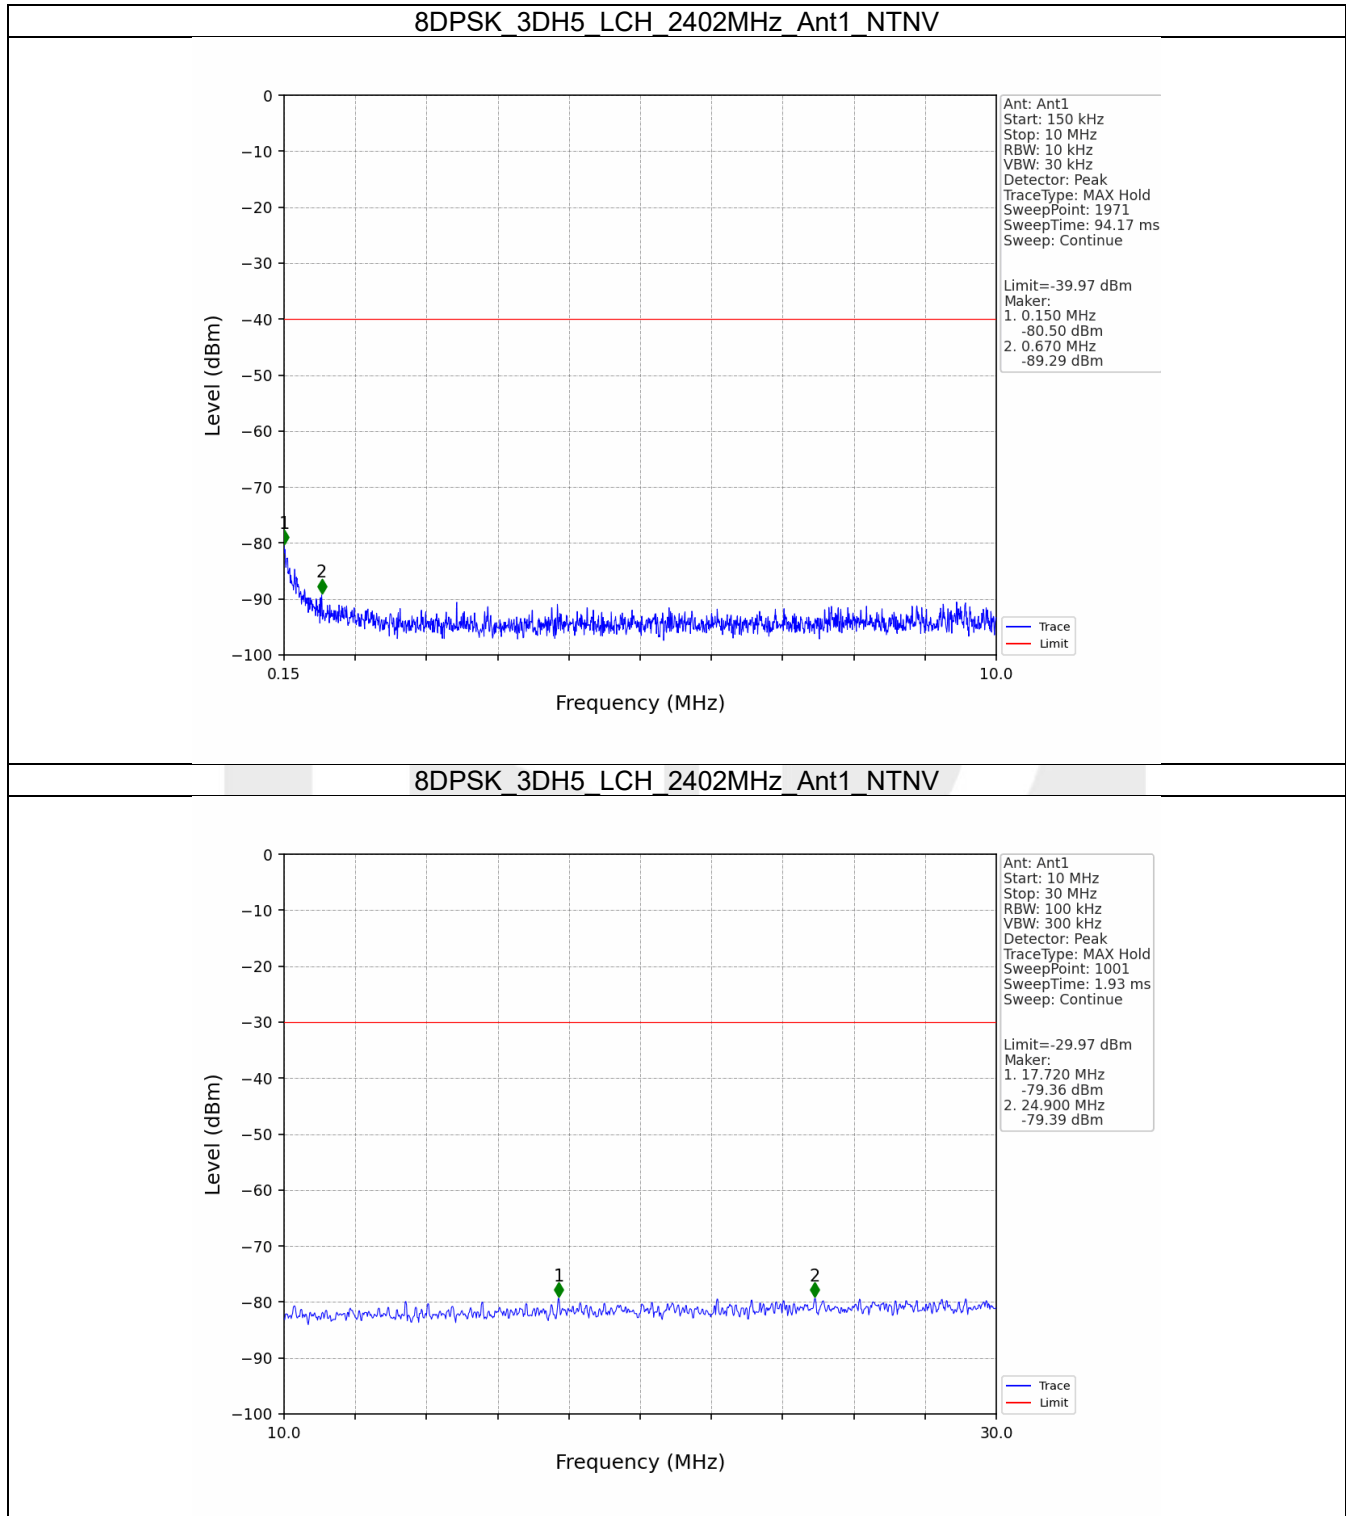 8DPSK_3DH5_LCH_2402MHz_Ant1_NTNV
0
−10
−20
−30
−40
−50
−60
−70
−80
−90
−100
Level (dBm)
1
2
0.15
10.0
Frequency (MHz)
Ant: Ant1
Start: 150 kHz
Stop: 10 MHz
RBW: 10 kHz
VBW: 30 kHz
Detector: Peak
TraceType: MAX Hold
SweepPoint: 1971
SweepTime: 94.17 ms
Sweep: Continue
Limit=-39.97 dBm
Maker:
1. 0.150 MHz
-80.50 dBm
2. 0.670 MHz
-89.29 dBm
Trace
Limit
8DPSK_3DH5_LCH_2402MHz_Ant1_NTNV
0
−10
−20
−30
−40
−50
−60
−70
−80
−90
−100
Level (dBm)
1
2
10.0
30.0
Frequency (MHz)
Ant: Ant1
Start: 10 MHz
Stop: 30 MHz
RBW: 100 kHz
VBW: 300 kHz
Detector: Peak
TraceType: MAX Hold
SweepPoint: 1001
SweepTime: 1.93 ms
Sweep: Continue
Limit=-29.97 dBm
Maker:
1. 17.720 MHz
-79.36 dBm
2. 24.900 MHz
-79.39 dBm
Trace
Limit